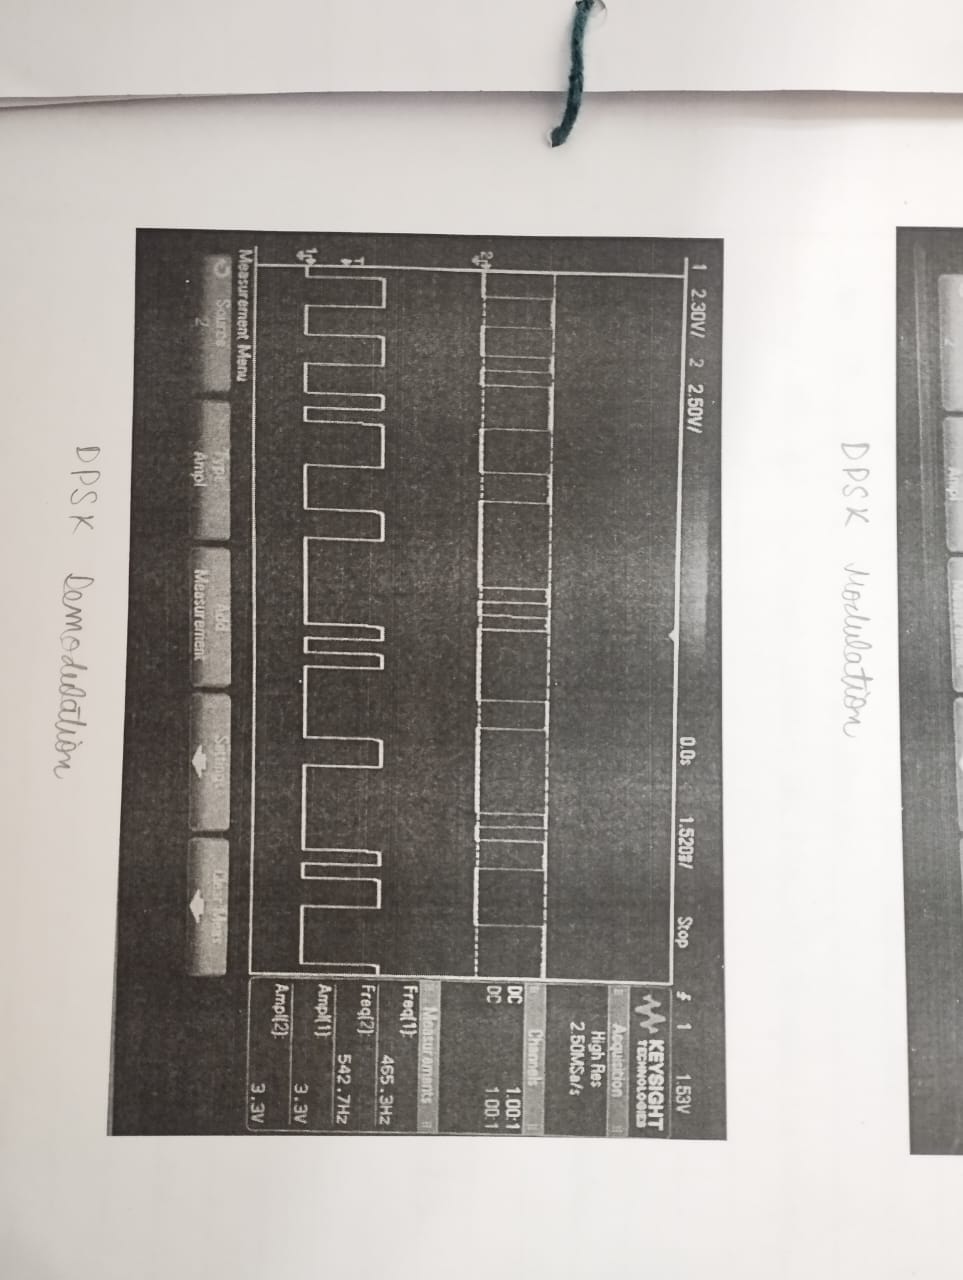 2 Ampl Measurement
DPSK Modulation
1 2.30V/ 2 2.50V/ 0.0s 1.520ms/ Stop 1 1.53V
KEYSIGHT
TECHNOLOGIES
Acquisition
High Res
2.50MSa/s
Channels
DC 1.00:1
DC 1.00:1
Measurements
Freq(1):
465.3Hz
Freq(2):
542.7Hz
Ampl(1):
3.3V
Ampl(2):
3.3V
2
T
1
Measurement Menu
Source Type Add Settings Clear Meas
2 Ampl Measurement
DPSK Demodulation